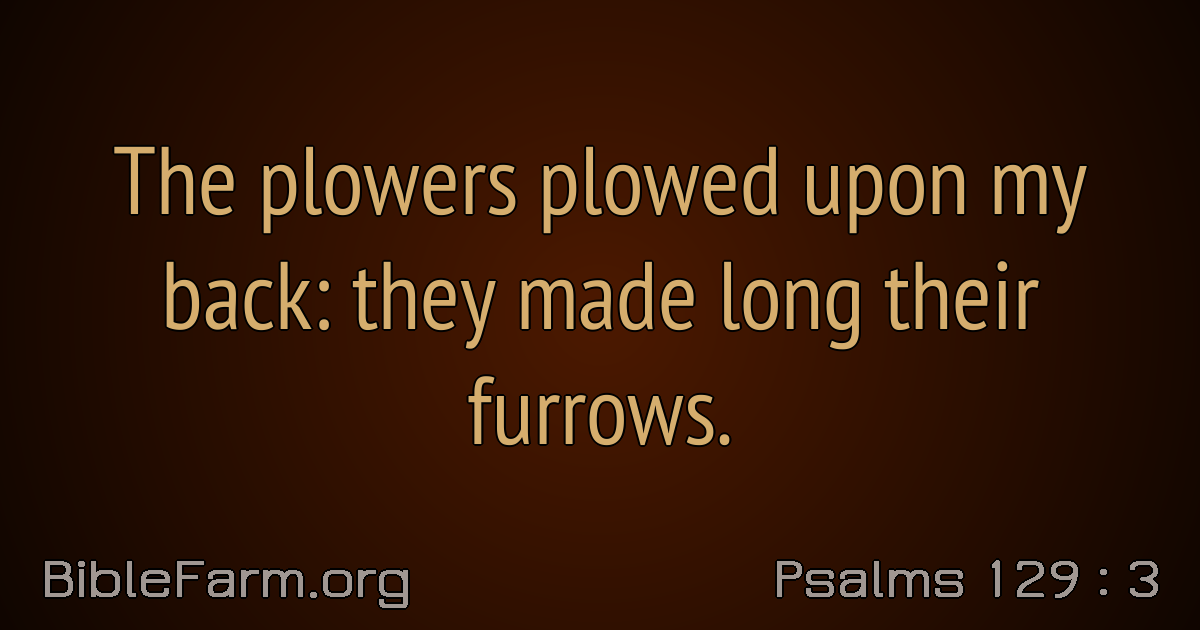 The plowers plowed upon my
back: they made long their
furrows.
BibleFarm.org
Psalms 129 : 3